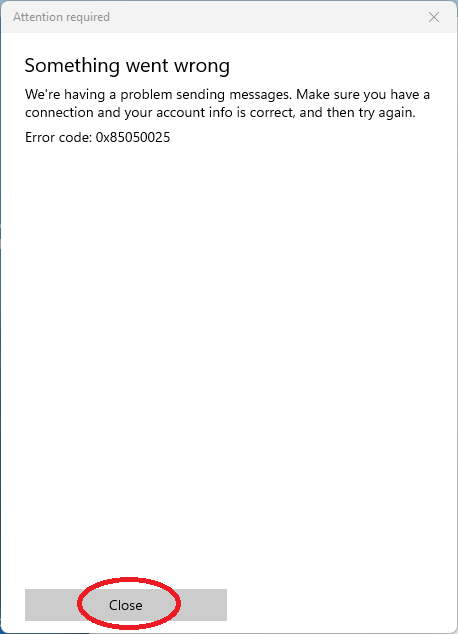 Attention required
Something went wrong
We're having a problem sending messages. Make sure you have a
connection and your account info is correct, and then try again.
Error code: 0x85050025
Close